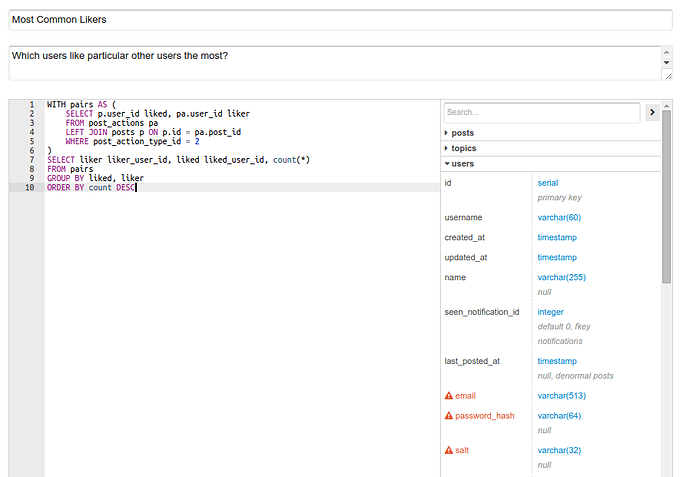 Most Common Likers
Which users like particular other users the most?
1 WITH pairs AS (
2 SELECT p.user_id liked, pa.user_id liker
3 FROM post_actions pa
4 LEFT JOIN posts p ON p.id = pa.post_id
5 WHERE post_action_type_id = 2
6 )
7 SELECT liker liker_user_id, liked liked_user_id, count(*)
8 FROM pairs
9 GROUP BY liked, liker
10 ORDER BY count DESC
Search...
posts
topics
users
id serial
primary key
username varchar(60)
created_at timestamp
updated_at timestamp
name varchar(255)
null
seen_notification_id integer
default 0, fkey
notifications
last_posted_at timestamp
null, denormal posts
email varchar(513)
password_hash varchar(64)
null
salt varchar(32)
null